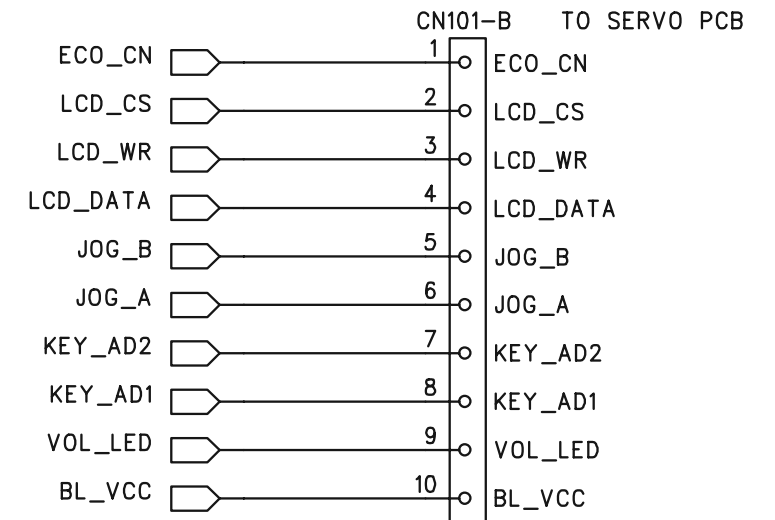 CN101-B TO SERVO PCB
ECO_CN 1 ECO_CN
LCD_CS 2 LCD_CS
LCD_WR 3 LCD_WR
LCD_DATA 4 LCD_DATA
JOG_B 5 JOG_B
JOG_A 6 JOG_A
KEY_AD2 7 KEY_AD2
KEY_AD1 8 KEY_AD1
VOL_LED 9 VOL_LED
BL_VCC 10 BL_VCC